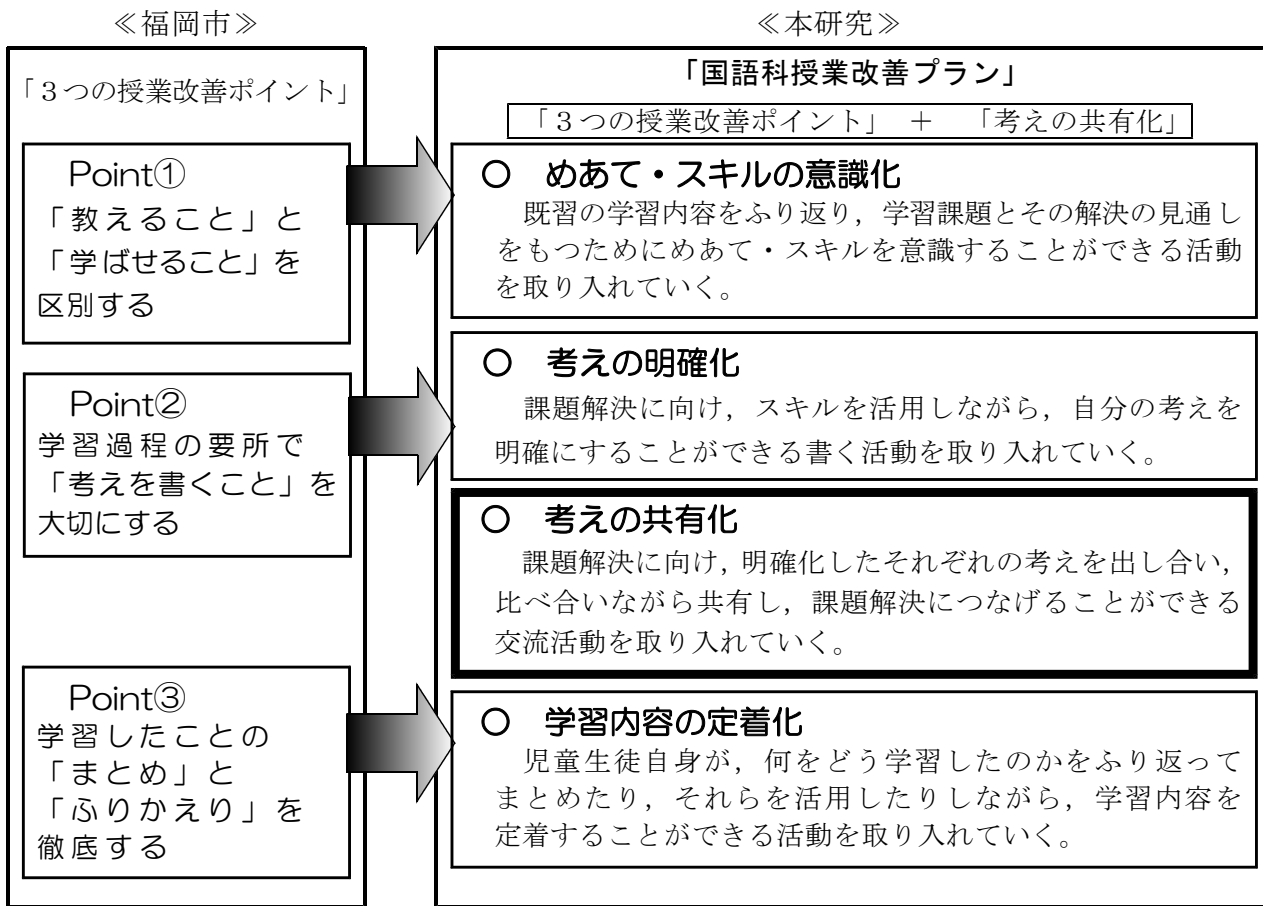 ≪福岡市≫
「３つの授業改善ポイント」
Point①
「教えること」と
「学ばせること」を
区別する
Point②
学習過程の要所で
「考えを書くこと」を
大切にする
Point③
学習したことの
「まとめ」と
「ふりかえり」を
徹底する
≪本研究≫
「国語科授業改善プラン」
「３つの授業改善ポイント」　＋　「考えの共有化」
○　めあて・スキルの意識化
既習の学習内容をふり返り，学習課題とその解決の見通し
をもつためにめあて・スキルを意識することができる活動
を取り入れていく。
○　考えの明確化
課題解決に向け，スキルを活用しながら，自分の考えを
明確にすることができる書く活動を取り入れていく。
○　考えの共有化
課題解決に向け，明確化したそれぞれの考えを出し合い，
比べ合いながら共有し，課題解決につなげることができる
交流活動を取り入れていく。
○　学習内容の定着化
児童生徒自身が，何をどう学習したのかをふり返って
まとめたり，それらを活用したりしながら，学習内容を
定着することができる活動を取り入れていく。